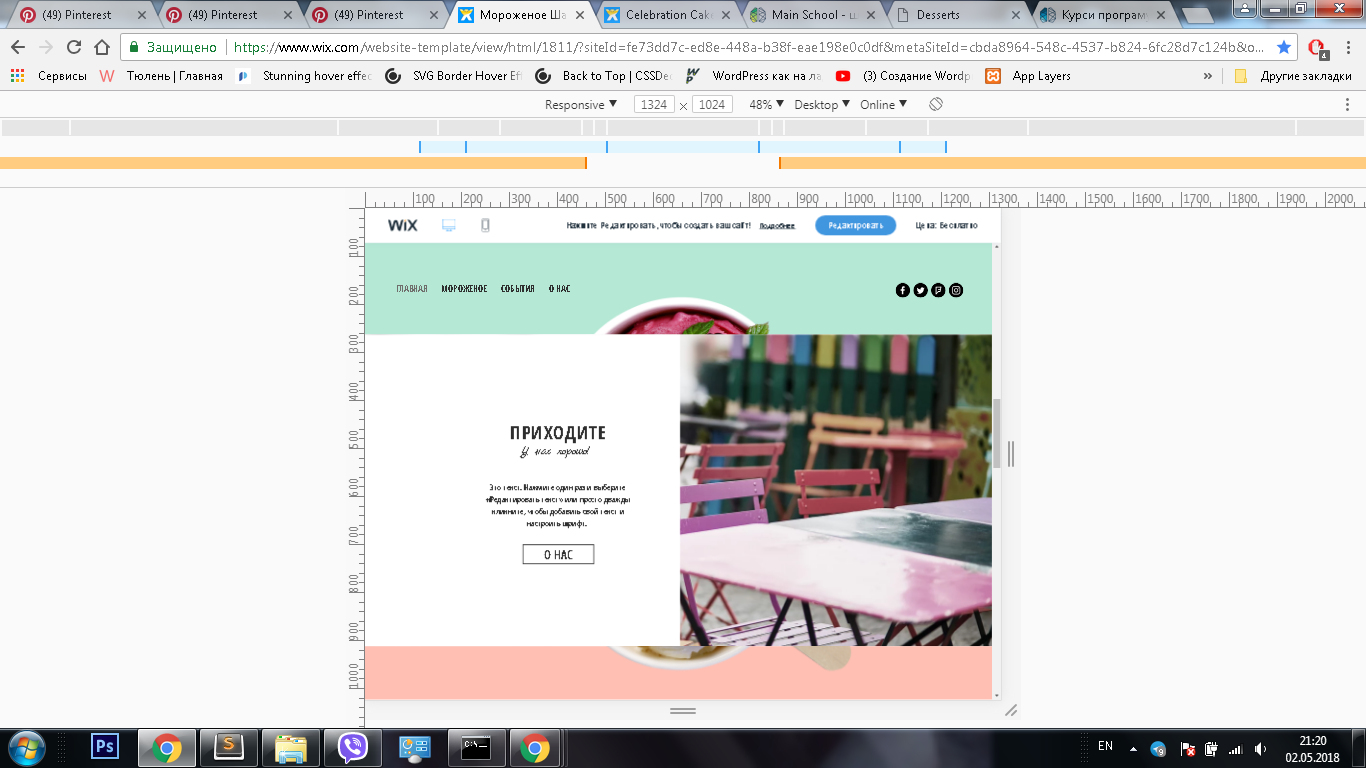 (49) Pinterest
(49) Pinterest
(49) Pinterest
Мороженое Ша
Celebration Cak
Main School - ш
Desserts
Курси програм
Защищено
https://www.wix.com/website-template/view/html/1811/?siteId=fe73dd7c-ed8e-448a-b38f-eae198e0c0df&metaSiteId=cbda8964-548c-4537-b824-6fc28d7c124b&o...
4
Сервисы
Тюлень | Главная
Stunning hover effec
SVG Border Hover Ef
Back to Top | CSSDe
WordPress как на ла
(3) Создание Wordp
App Layers
»
Другие закладки
Responsive
1324 × 1024
48%
Desktop
Online
100 200 300 400 500 600 700 800 900 1000 1100 1200 1300 1400 1500 1600 1700 1800 1900 2000
100
200
300
400
500
600
700
800
900
1000
WiX
Нажмите Редактировать, чтобы создать ваш сайт!
Подробнее
Редактировать
Цена: Бесплатно
ГЛАВНАЯ
МОРОЖЕНОЕ
СОБЫТИЯ
О НАС
ПРИХОДИТЕ
У нас хорошо!
Это текст. Нажмите один раз и выберите
«Редактировать текст» или просто дважды
кликните, чтобы добавить свой текст и
настроить шрифт.
О НАС
Ps
S
C:\
EN
21:20
02.05.2018